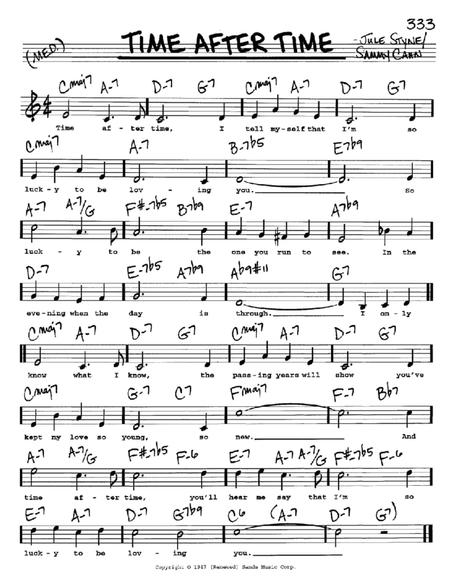 333
(MED.)
TIME AFTER TIME
-JULE STYNE/
SAMMY CAHN
Cmaj7 A-7 D-7 G-7 Cmaj7 A-7 D-7 G7
Time af - ter time, I tell my-self that I'm so
Cmaj7 A-7 B-7b5 E7b9
luck - y to be lov - ing you. So
A-7 A-7/G F#-7b5 B7b9 E-7 A7b9
luck - y to be the one you run to see. In the
D-7 E-7b5 A7b9 Ab9#11 G7
eve-ning when the day is through. I on - ly
Cmaj7 A-7 D-7 G7 Cmaj7 A-7 D-7 G7
know what I know, the pass-ing years will show you've
Cmaj7 G-7 C7 Fmaj7 F-7 Bb7
kept my love so young, so new. And
A-7 A-7/G F#-7b5 F-6 A-7 A-7/G F#-7b5 F-6
time af - ter time, you'll hear me say that I'm so
E-7 A-7 D-7 G7b9 C6 (A-7 D-7 G7)
luck - y to be lov - ing you.
Copyright © 1947 (Renewed) Sands Music Corp.